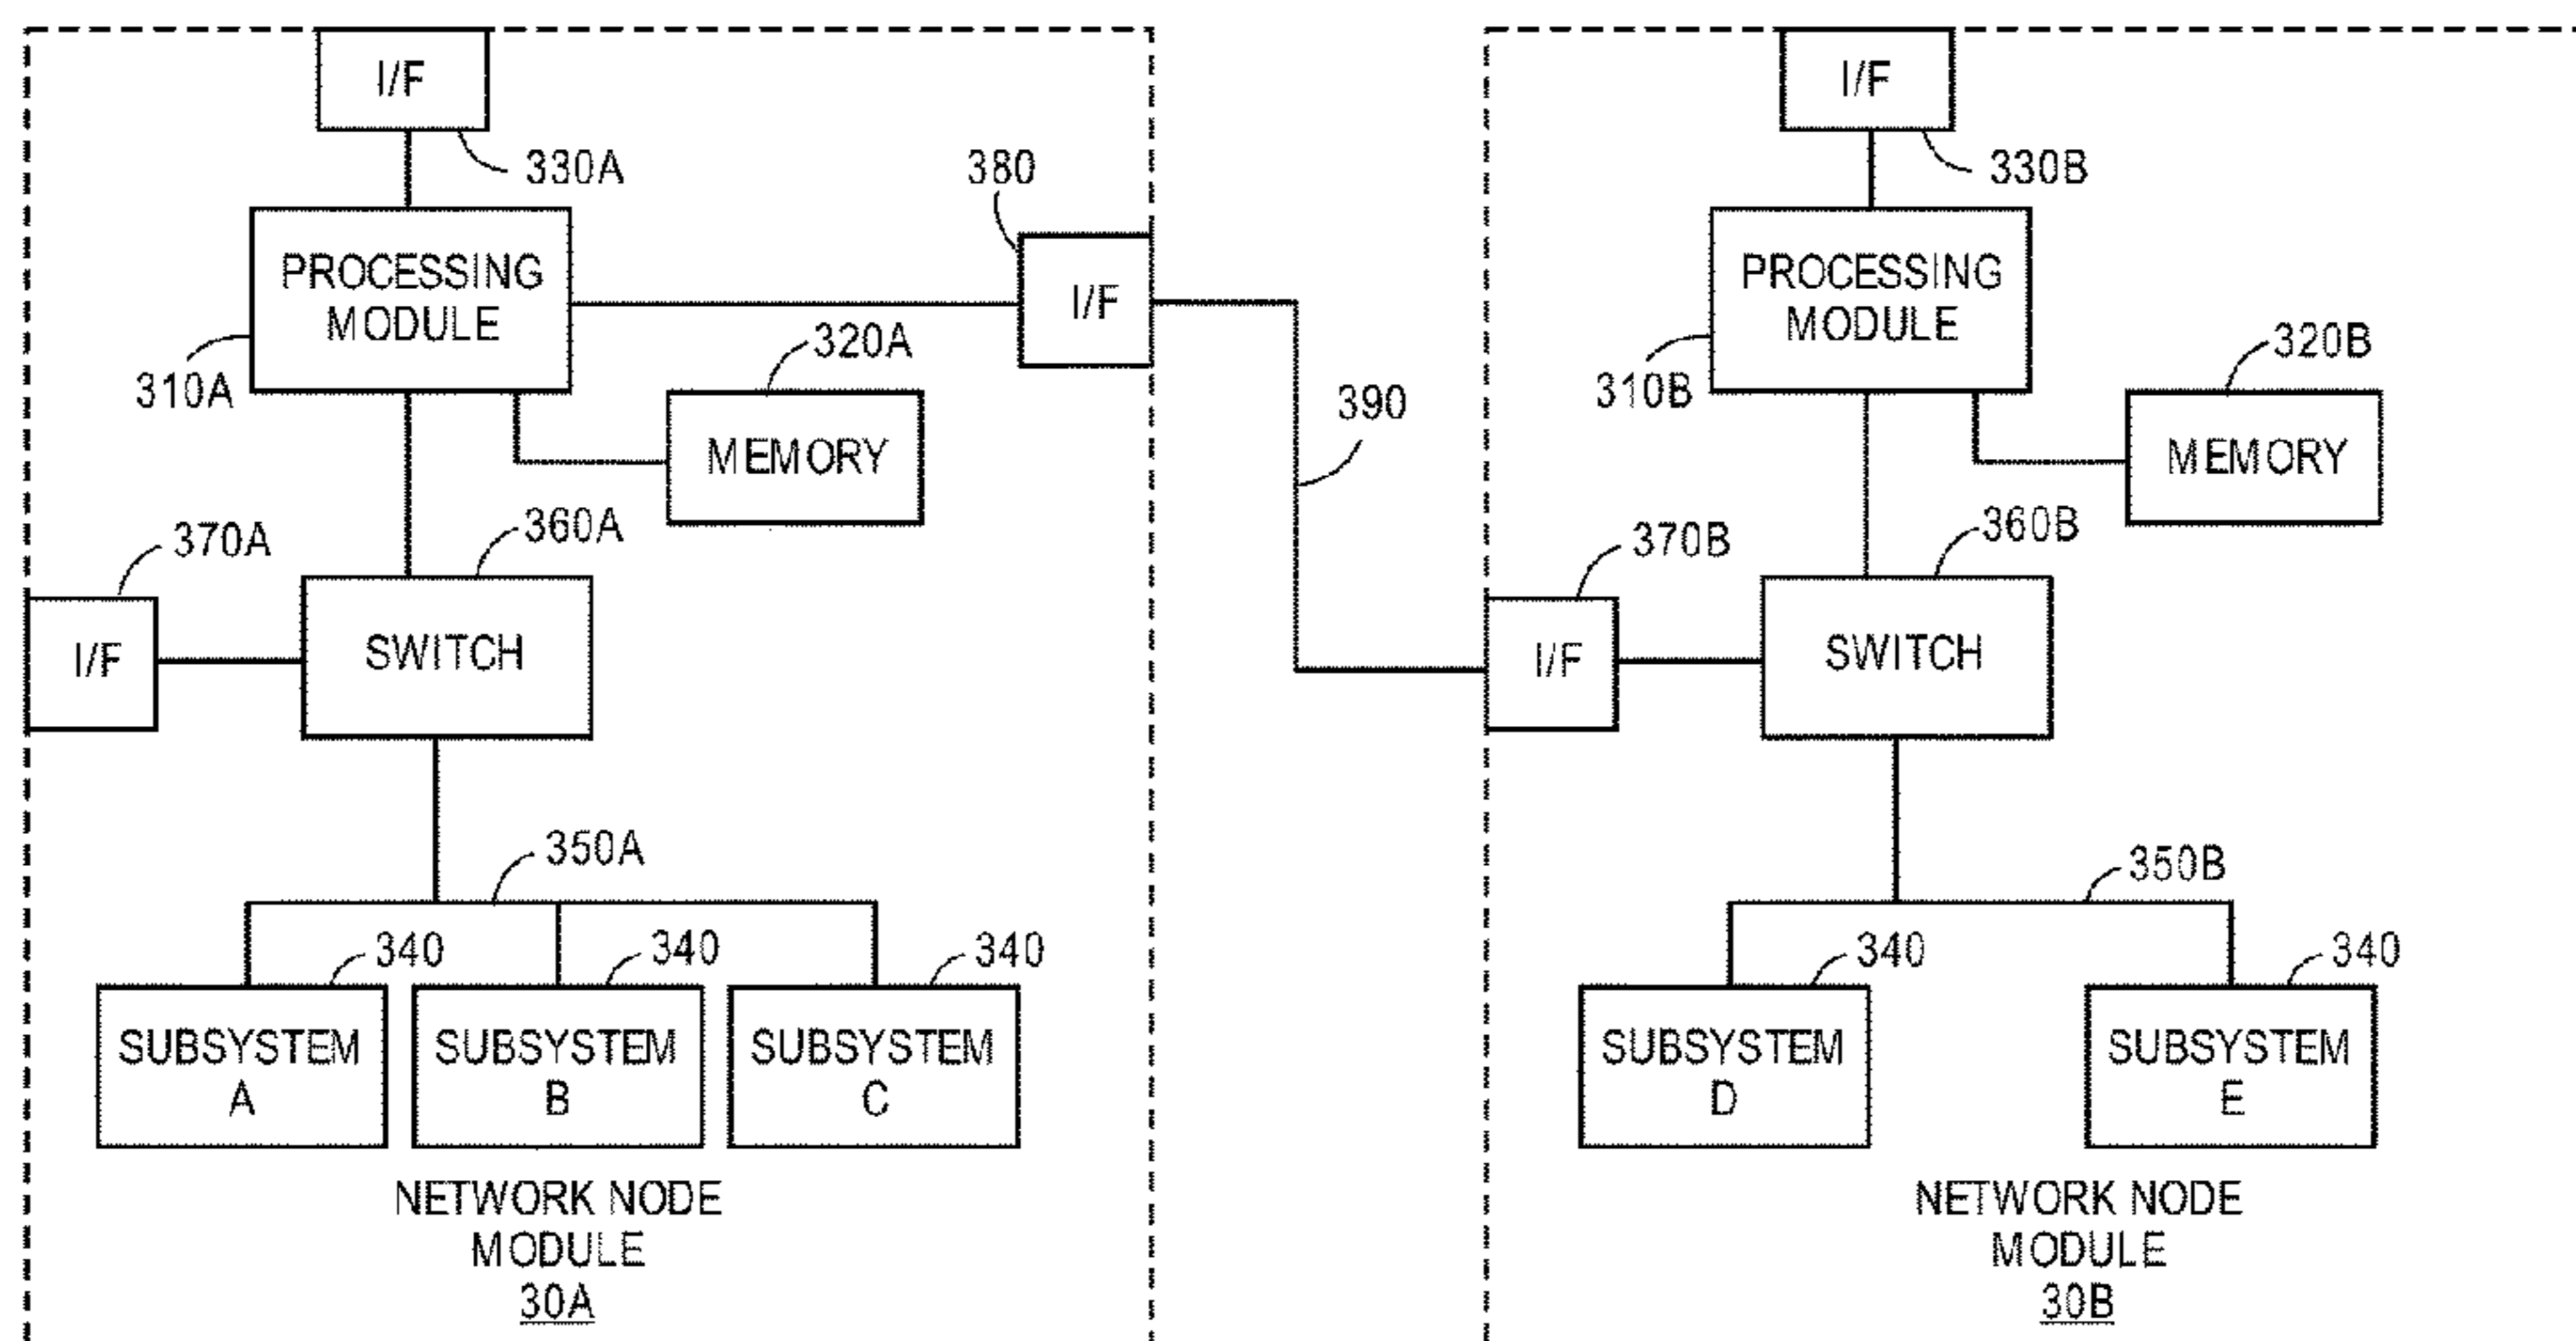 I/F
330A
380
PROCESSING
MODULE
I/F
310A
320A
MEMORY
360A
370A
I/F
SWITCH
350A
340
340
340
SUBSYSTEM
A
SUBSYSTEM
B
SUBSYSTEM
C
NETWORK NODE
MODULE
30A
390
I/F
330B
PROCESSING
MODULE
310B
320B
MEMORY
360B
370B
I/F
SWITCH
350B
340
340
SUBSYSTEM
D
SUBSYSTEM
E
NETWORK NODE
MODULE
30B